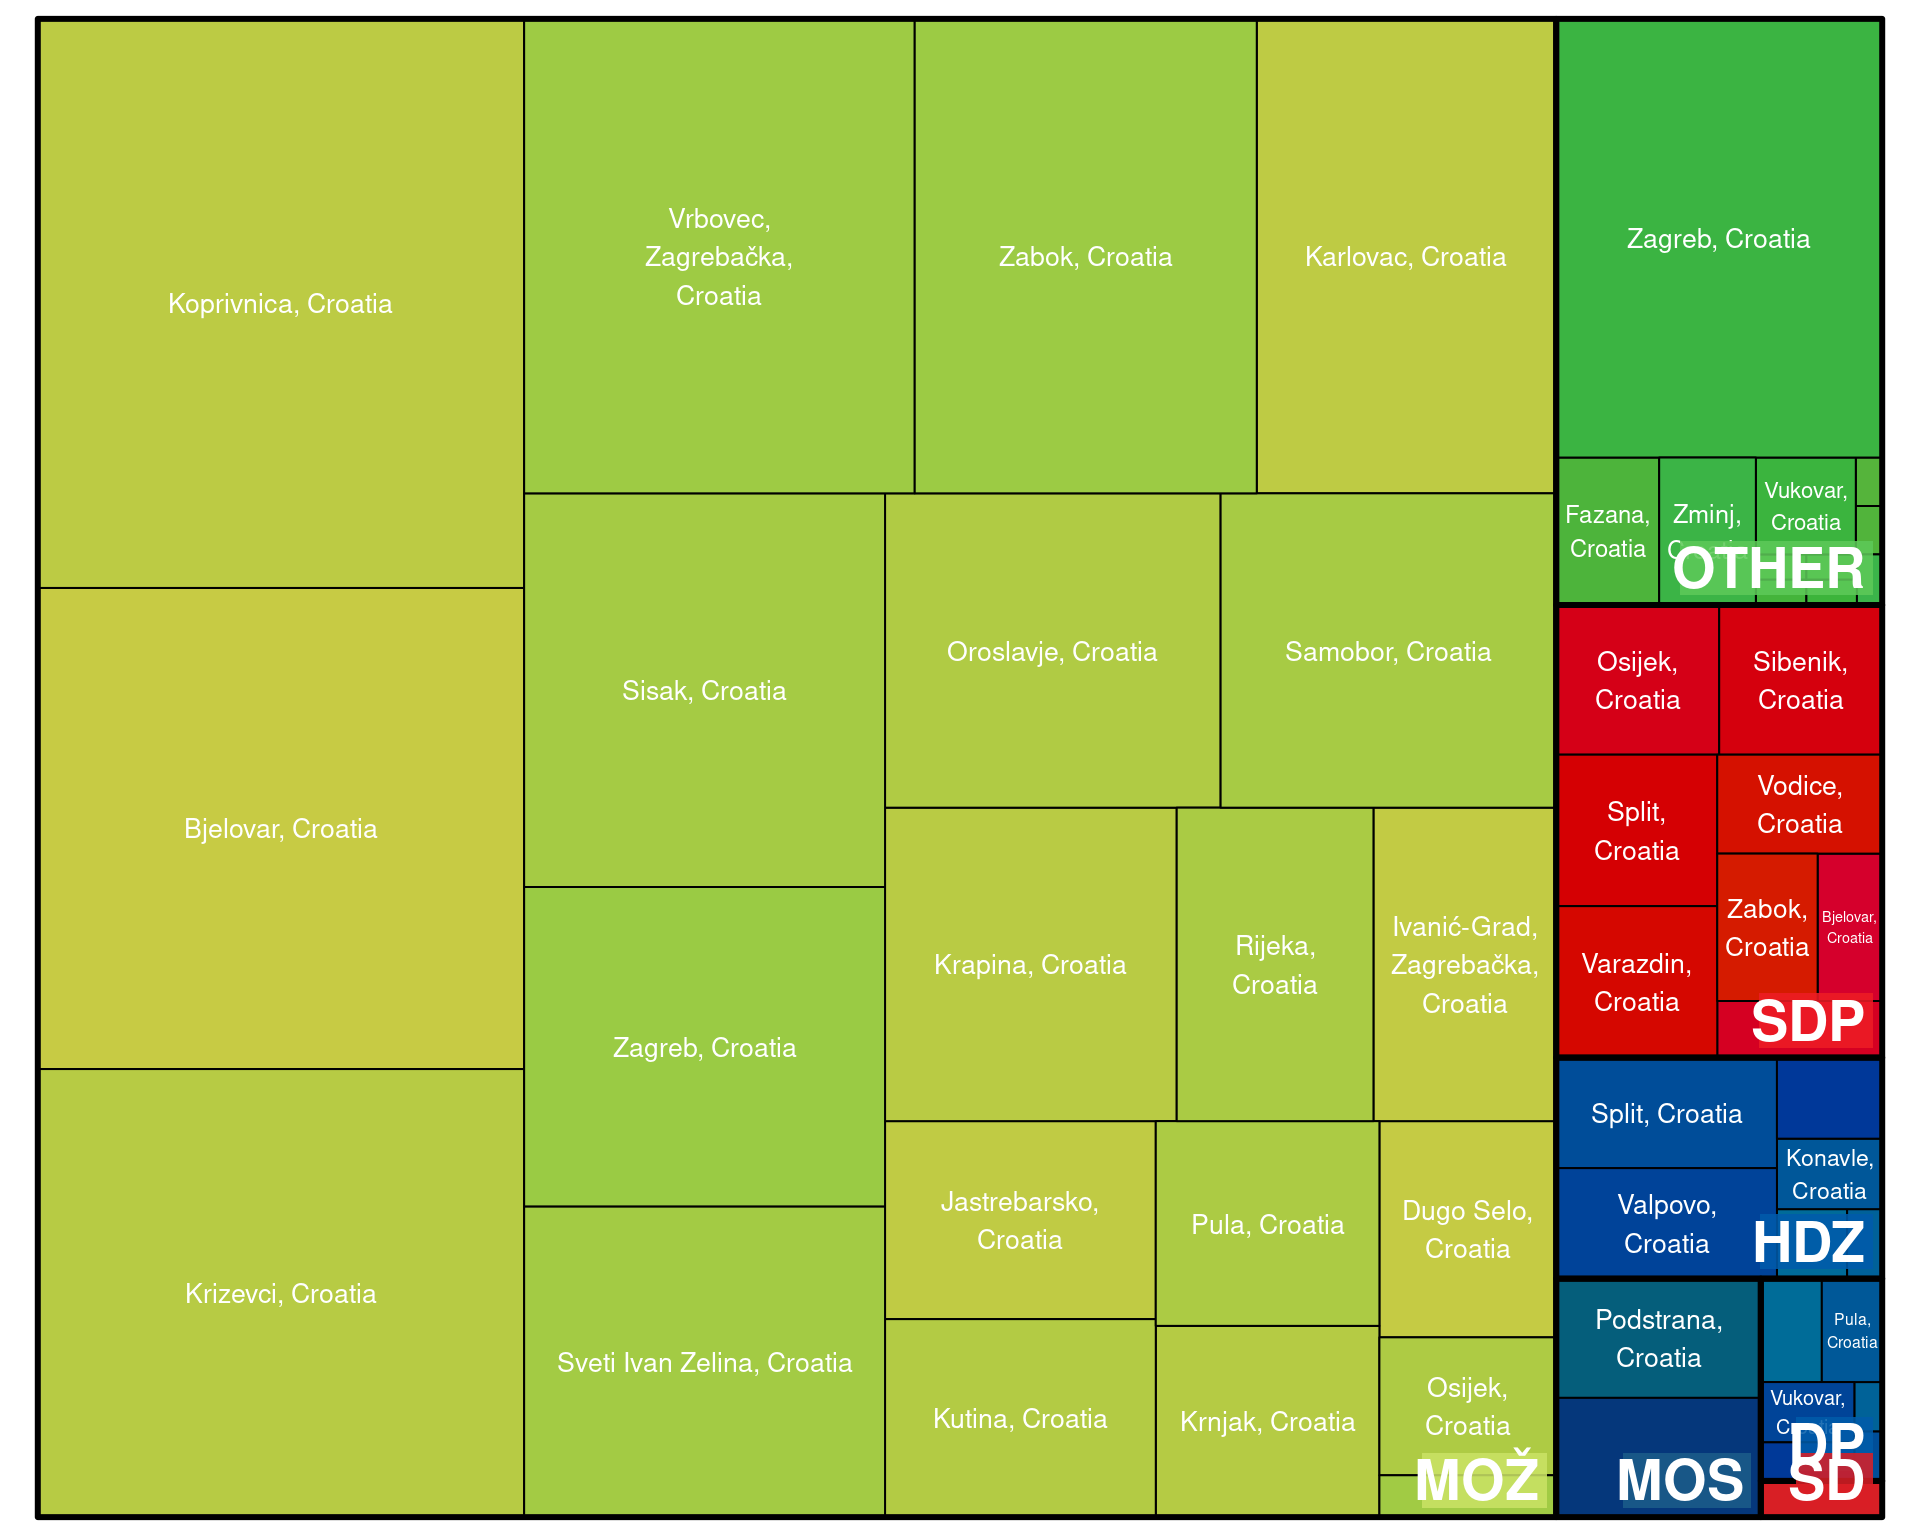 Koprivnica, Croatia
Bjelovar, Croatia
Krizevci, Croatia
Vrbovec,
Zagrebačka,
Croatia
Zabok, Croatia
Karlovac, Croatia
Sisak, Croatia
Oroslavje, Croatia
Samobor, Croatia
Zagreb, Croatia
Krapina, Croatia
Rijeka,
Croatia
Ivanić-Grad,
Zagrebačka,
Croatia
Sveti Ivan Zelina, Croatia
Jastrebarsko,
Croatia
Pula, Croatia
Dugo Selo,
Croatia
Kutina, Croatia
Krnjak, Croatia
Osijek,
Croatia
MOŽ
Zagreb, Croatia
Fazana,
Croatia
Zminj,
Vukovar,
Croatia
OTHER
Osijek,
Croatia
Sibenik,
Croatia
Split,
Croatia
Vodice,
Croatia
Varazdin,
Croatia
Zabok,
Croatia
Bjelovar,
Croatia
SDP
Split, Croatia
Valpovo,
Croatia
Konavle,
Croatia
HDZ
Podstrana,
Croatia
MOS
Pula,
Croatia
Vukovar,
DP
SD